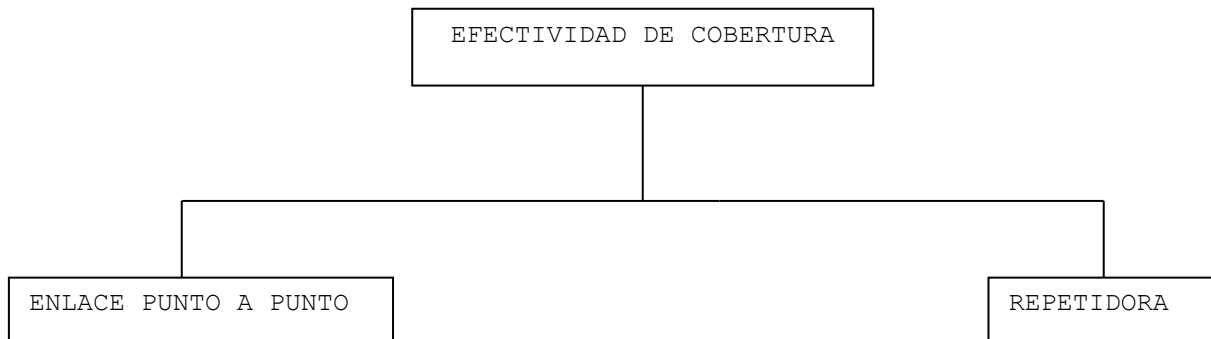 EFECTIVIDAD DE COBERTURA
ENLACE PUNTO A PUNTO
REPETIDORA